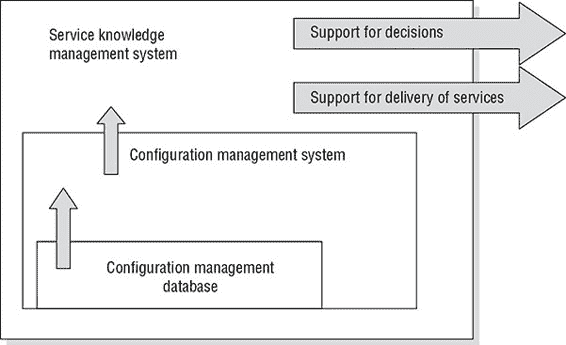 Service knowledge
management system
Support for decisions
Support for delivery of services
Configuration management system
Configuration management
database